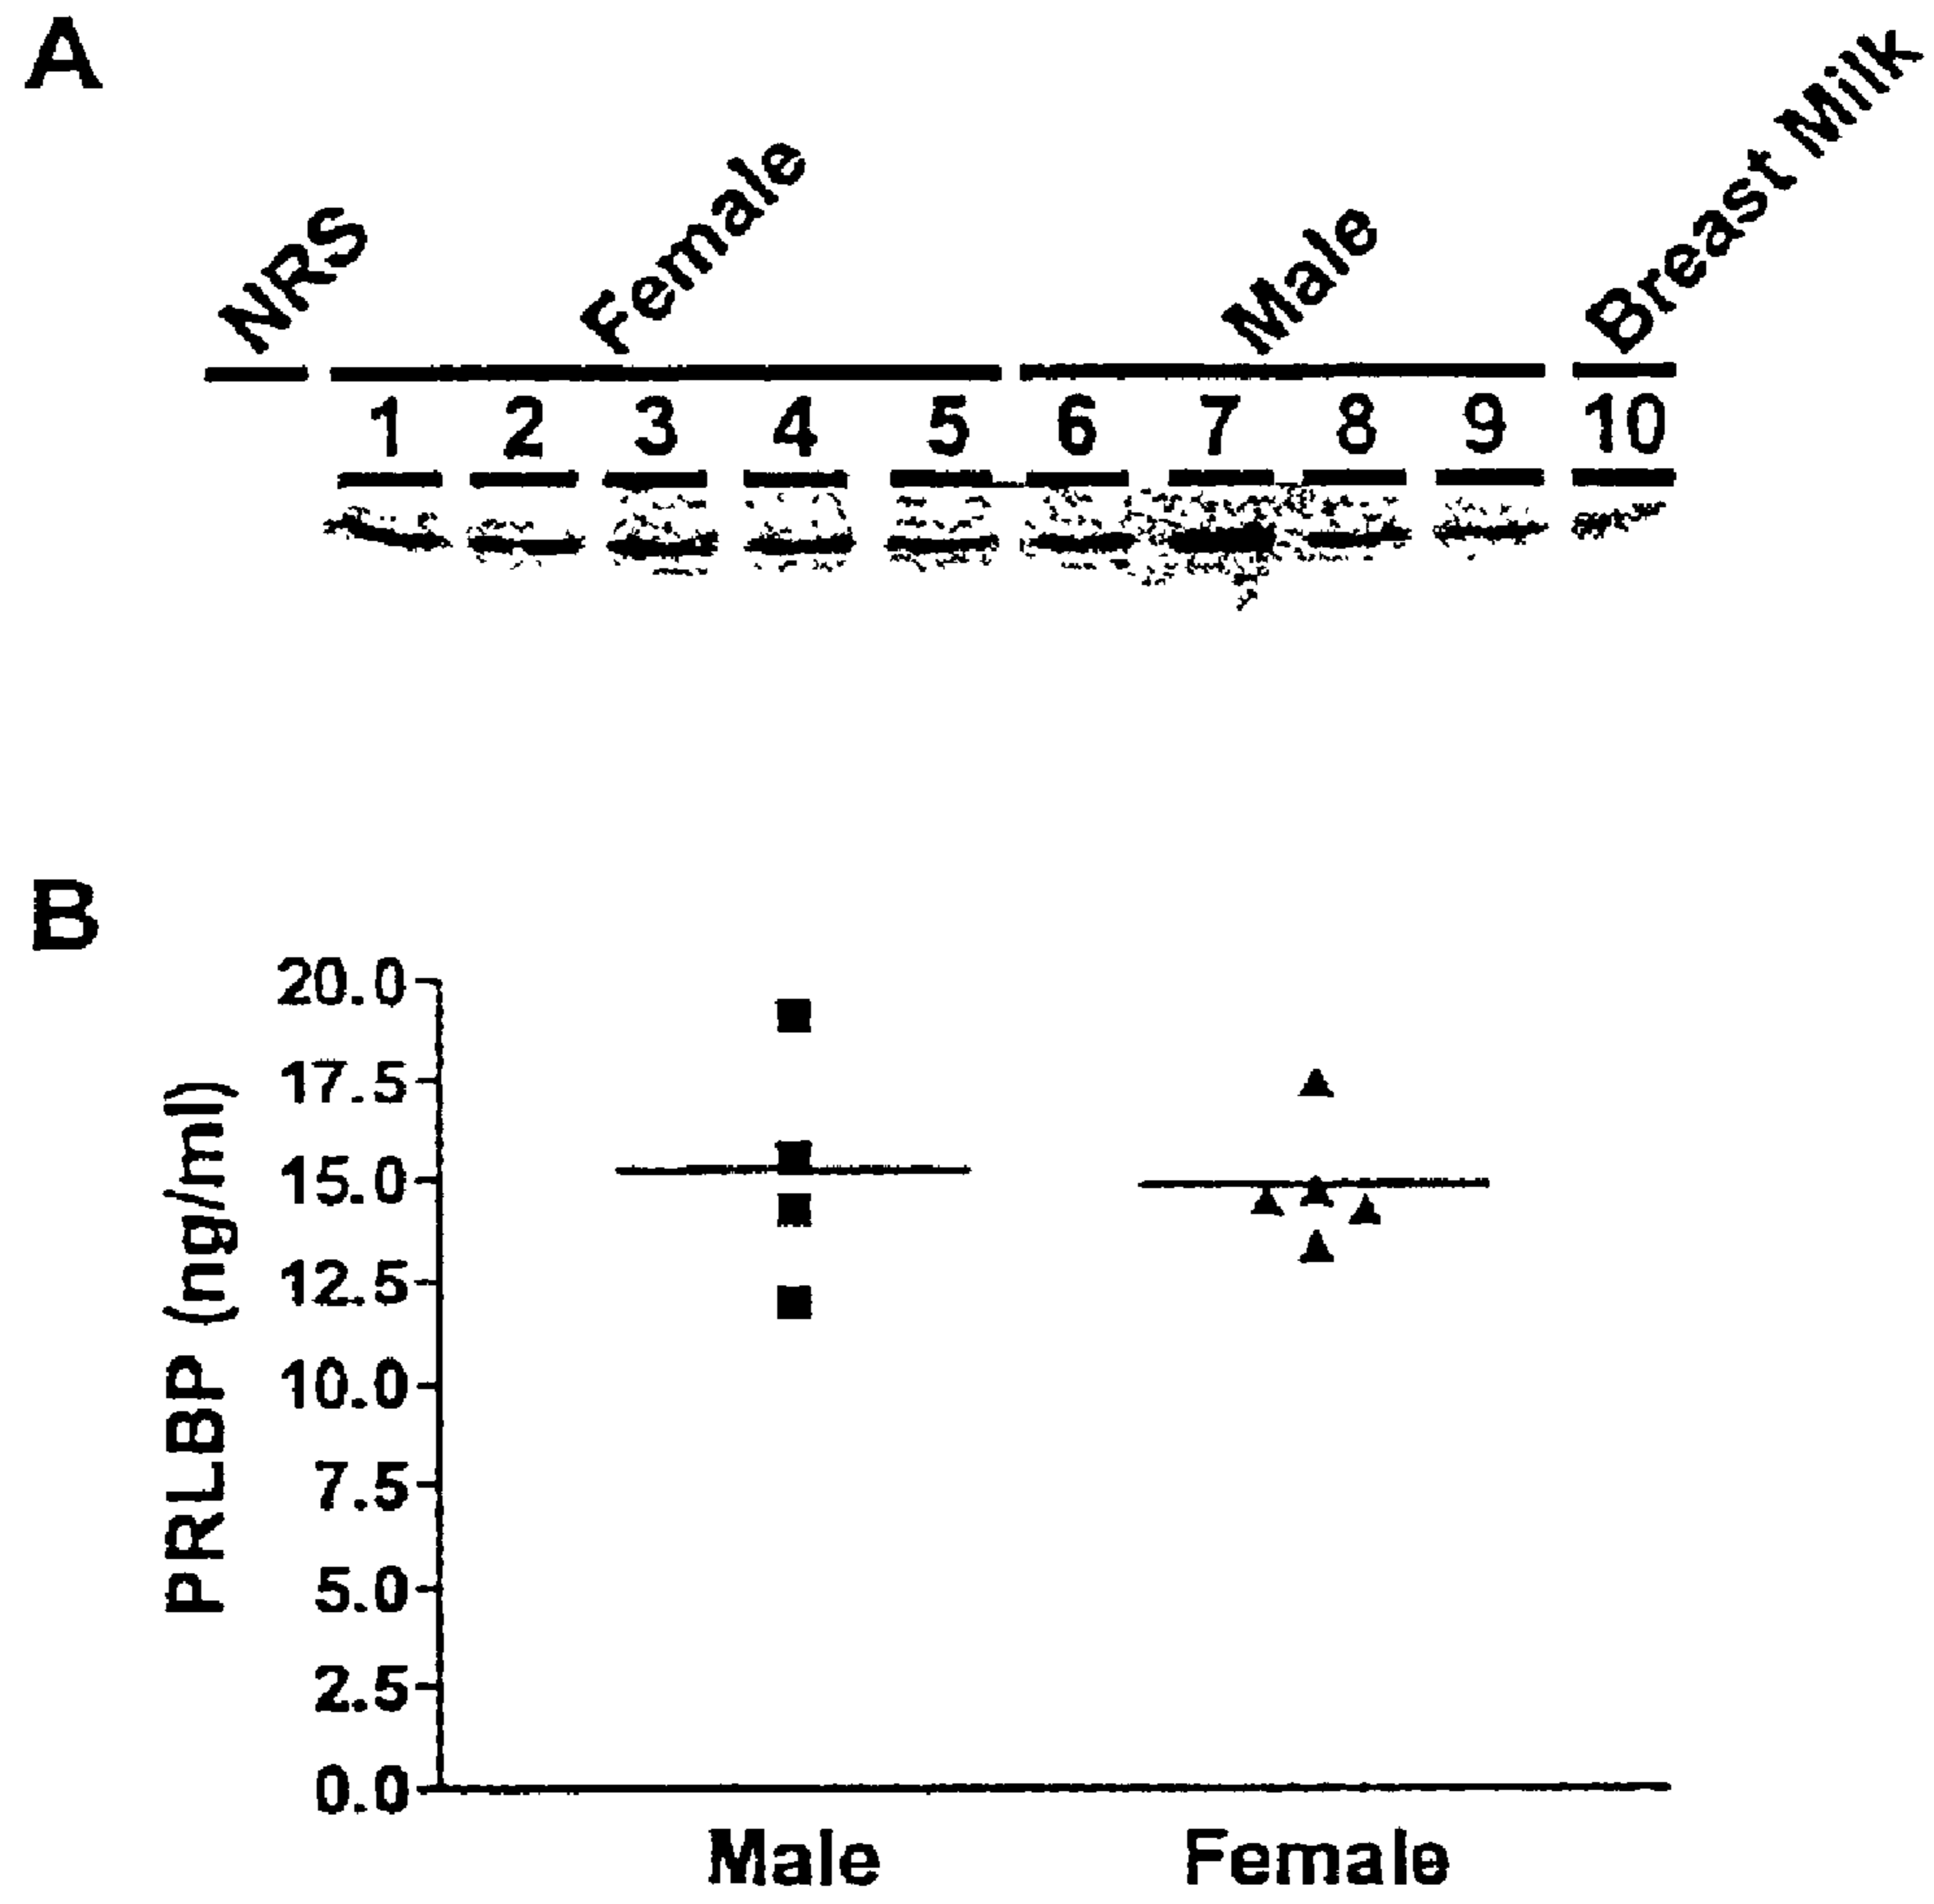 A
NRS Female Male Breast Milk
1 2 3 4 5 6 7 8 9 10
B
PRLBP (ng/ml)
20.0
17.5
15.0
12.5
10.0
7.5
5.0
2.5
0.0
Male Female